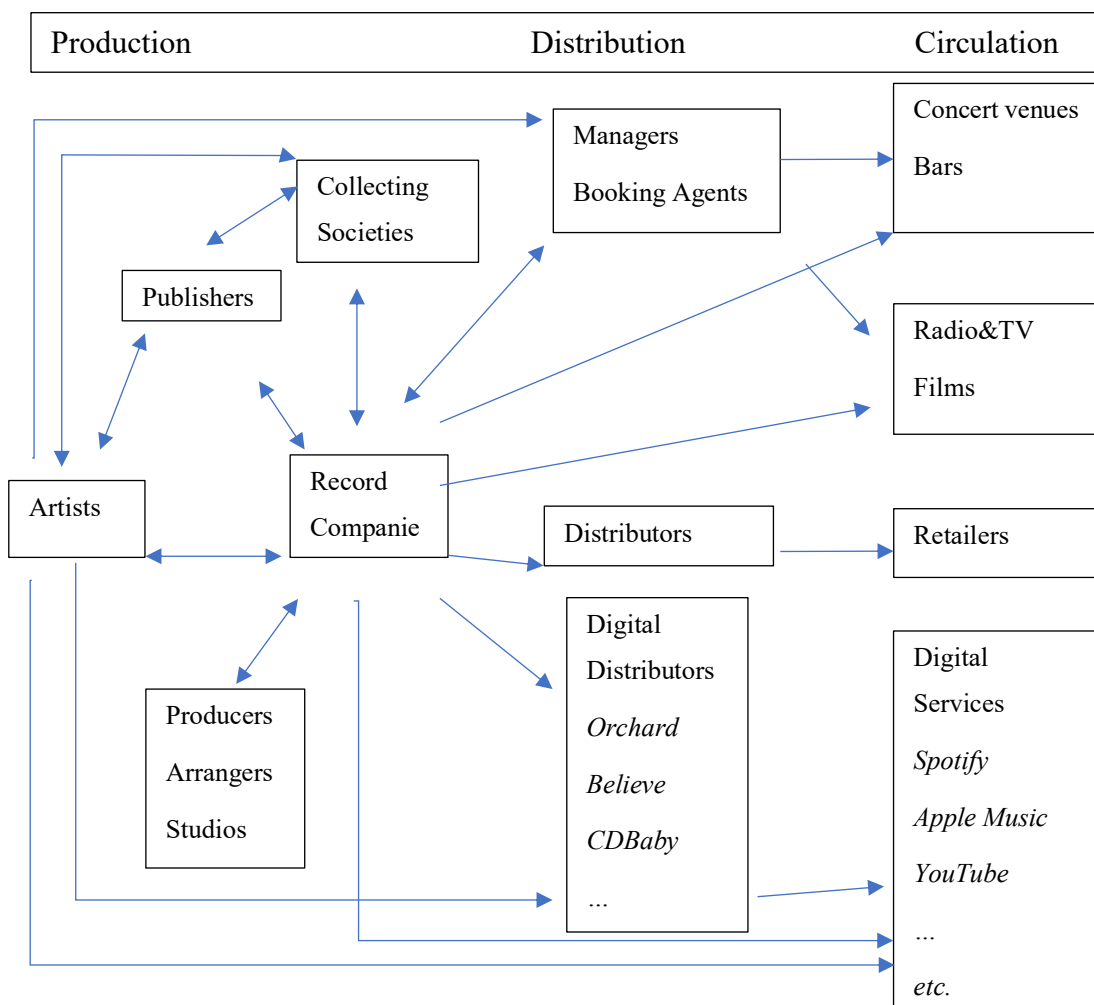 Production Distribution Circulation
Concert venues
Bars
Managers
Booking Agents
Collecting
Societies
Publishers
Radio&TV
Films
Artists
Record
Companie
Distributors
Retailers
Digital
Distributors
Orchard
Believe
CDBaby
…
Digital
Services
Spotify
Apple Music
YouTube
…
etc.
Producers
Arrangers
Studios